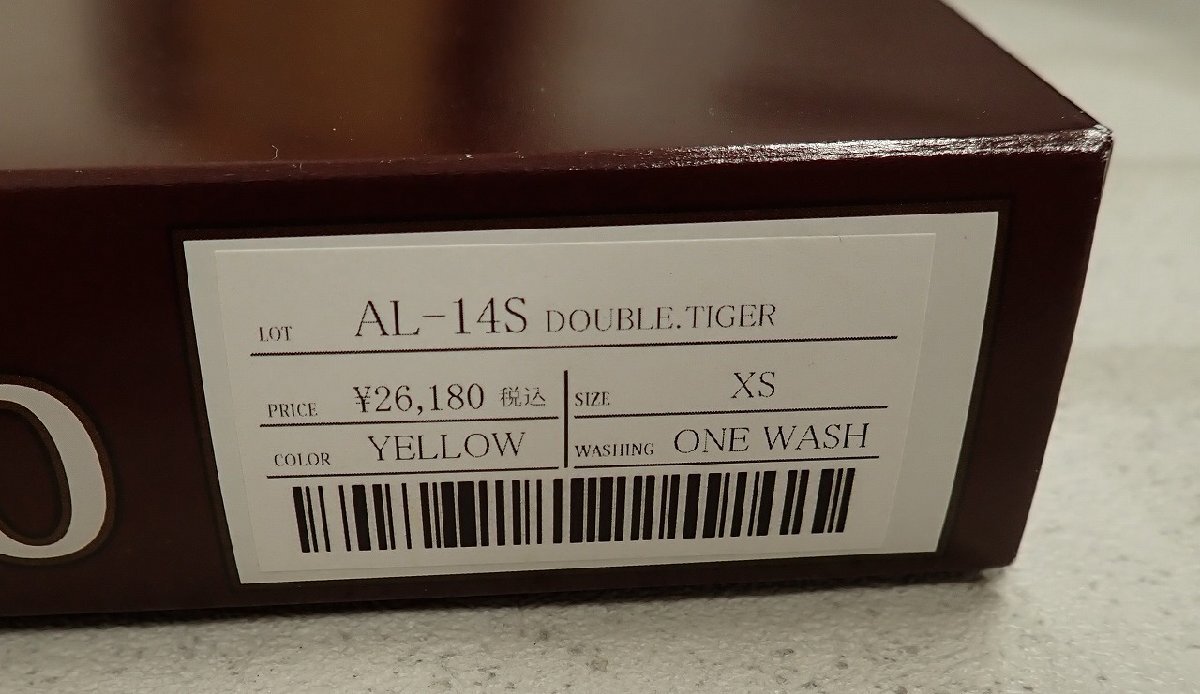 LOT AL-14S DOUBLE.TIGER
PRICE ¥26,180 税込 SIZE XS
COLOR YELLOW WASHING ONE WASH